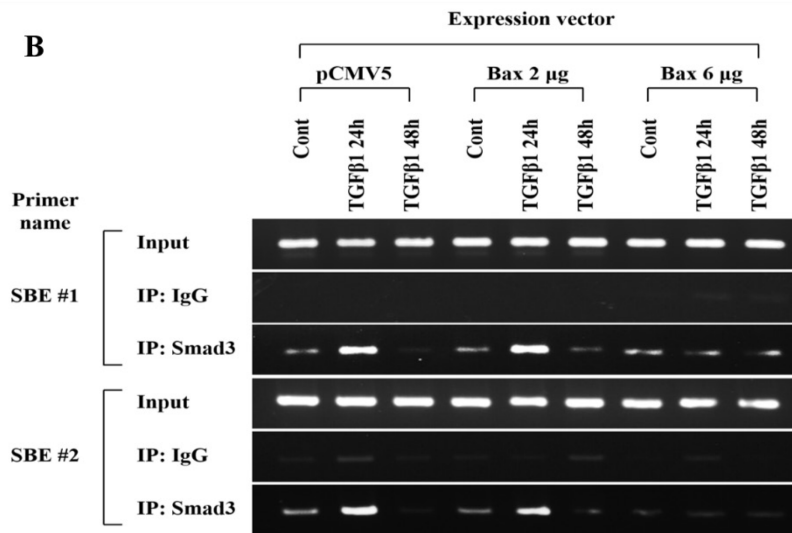 B
Expression vector
pCMV5 Bax 2 μg Bax 6 μg
Cont TGFβ1 24h TGFβ1 48h Cont TGFβ1 24h TGFβ1 48h Cont TGFβ1 24h TGFβ1 48h
Primer
name
Input
SBE #1 IP: IgG
IP: Smad3
Input
SBE #2 IP: IgG
IP: Smad3